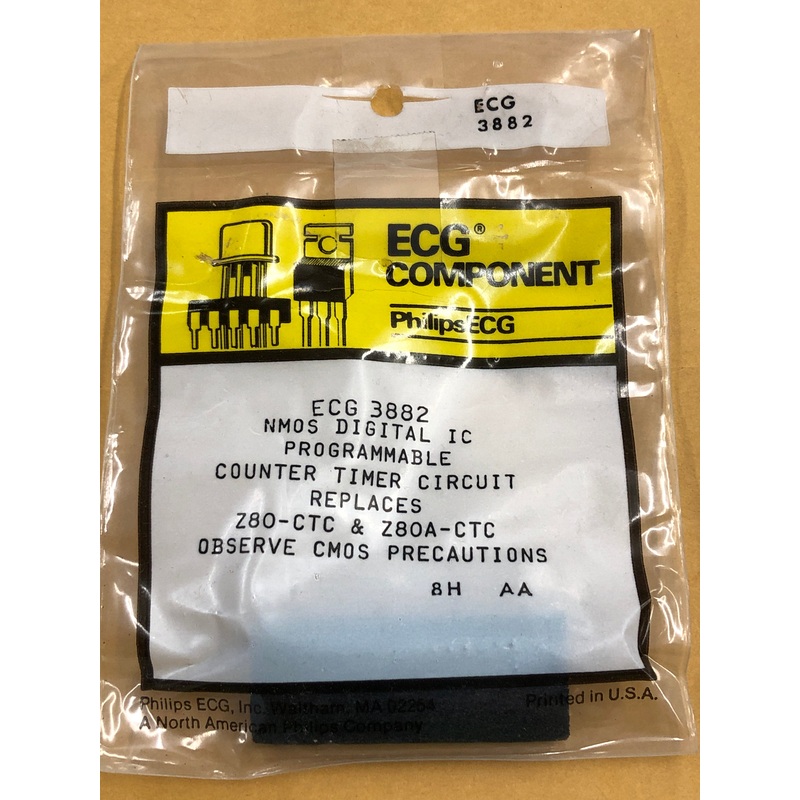 ECG
3882
ECG®
COMPONENT
Philips ECG
ECG 3882
NMOS DIGITAL IC
PROGRAMMABLE
COUNTER TIMER CIRCUIT
REPLACES
Z80-CTC & Z80A-CTC
OBSERVE CMOS PRECAUTIONS
8H AA
Philips ECG, Inc. Waltham, MA 02254
A North American Philips Company
Printed in U.S.A.